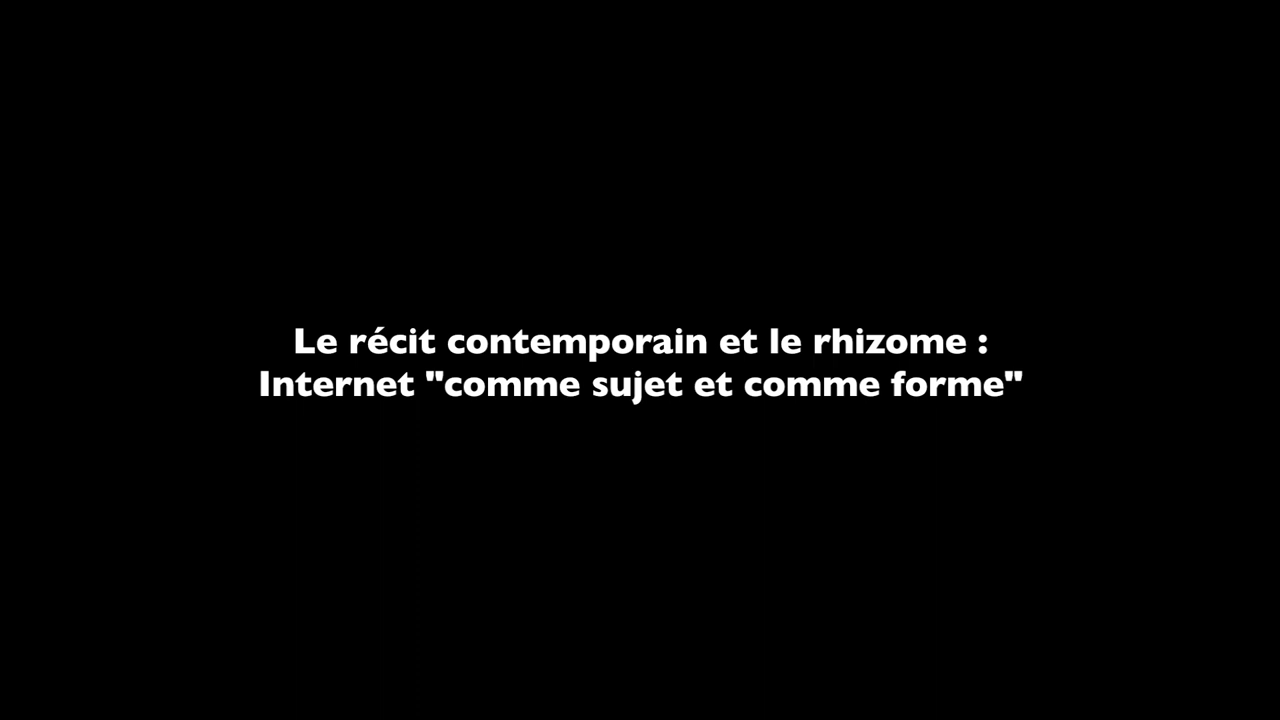 Le récit contemporain et le rhizome :
Internet "comme sujet et comme forme"